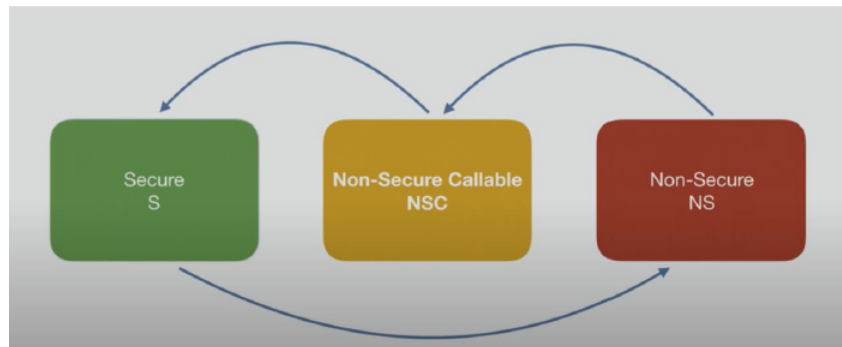 Secure
S
Non-Secure Callable
NSC
Non-Secure
NS